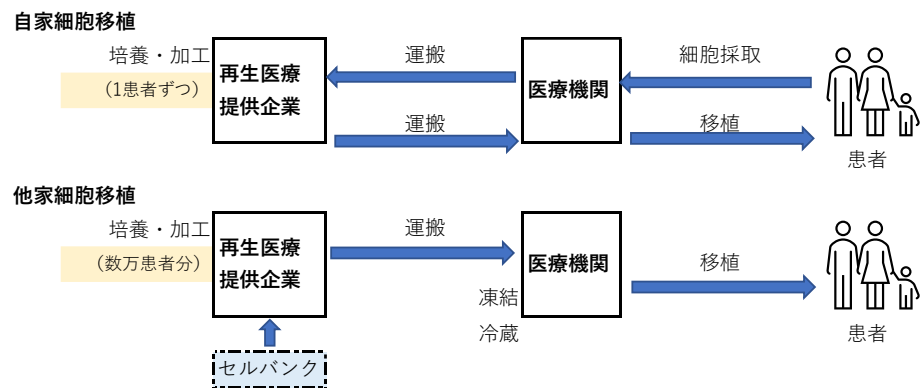 自家細胞移植
培養・加工
(1患者ずつ)
再生医療
提供企業
運搬
運搬
医療機関
細胞採取
移植
患者
他家細胞移植
培養・加工
(数万患者分)
再生医療
提供企業
運搬
医療機関
凍結
冷蔵
移植
患者
セルバンク